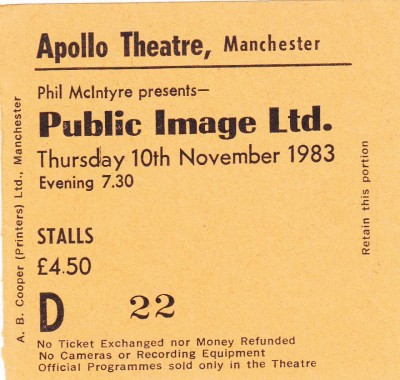 Apollo Theatre, Manchester
Phil McIntyre presents—
Public Image Ltd.
Thursday 10th November 1983
Evening 7.30
STALLS
£4.50
D 22
No Ticket Exchanged nor Money Refunded
No Cameras or Recording Equipment
Official Programmes sold only in the Theatre
A. B. Cooper (Printers) Ltd., Manchester
Retain this portion